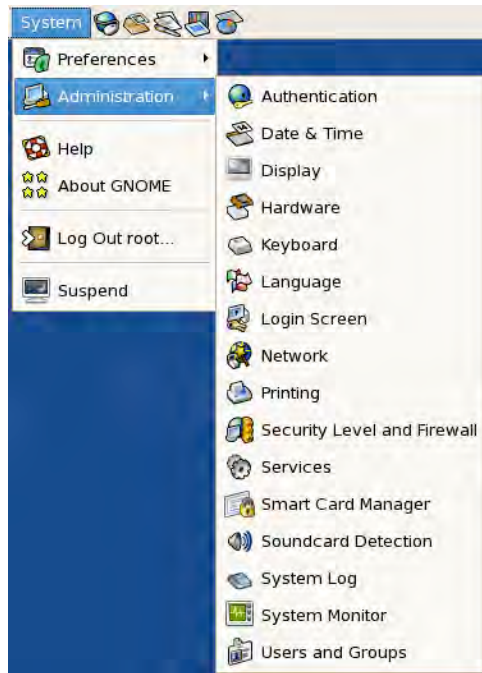 System
Preferences
Administration
Help
About GNOME
Log Out root...
Suspend
Authentication
Date & Time
Display
Hardware
Keyboard
Language
Login Screen
Network
Printing
Security Level and Firewall
Services
Smart Card Manager
Soundcard Detection
System Log
System Monitor
Users and Groups